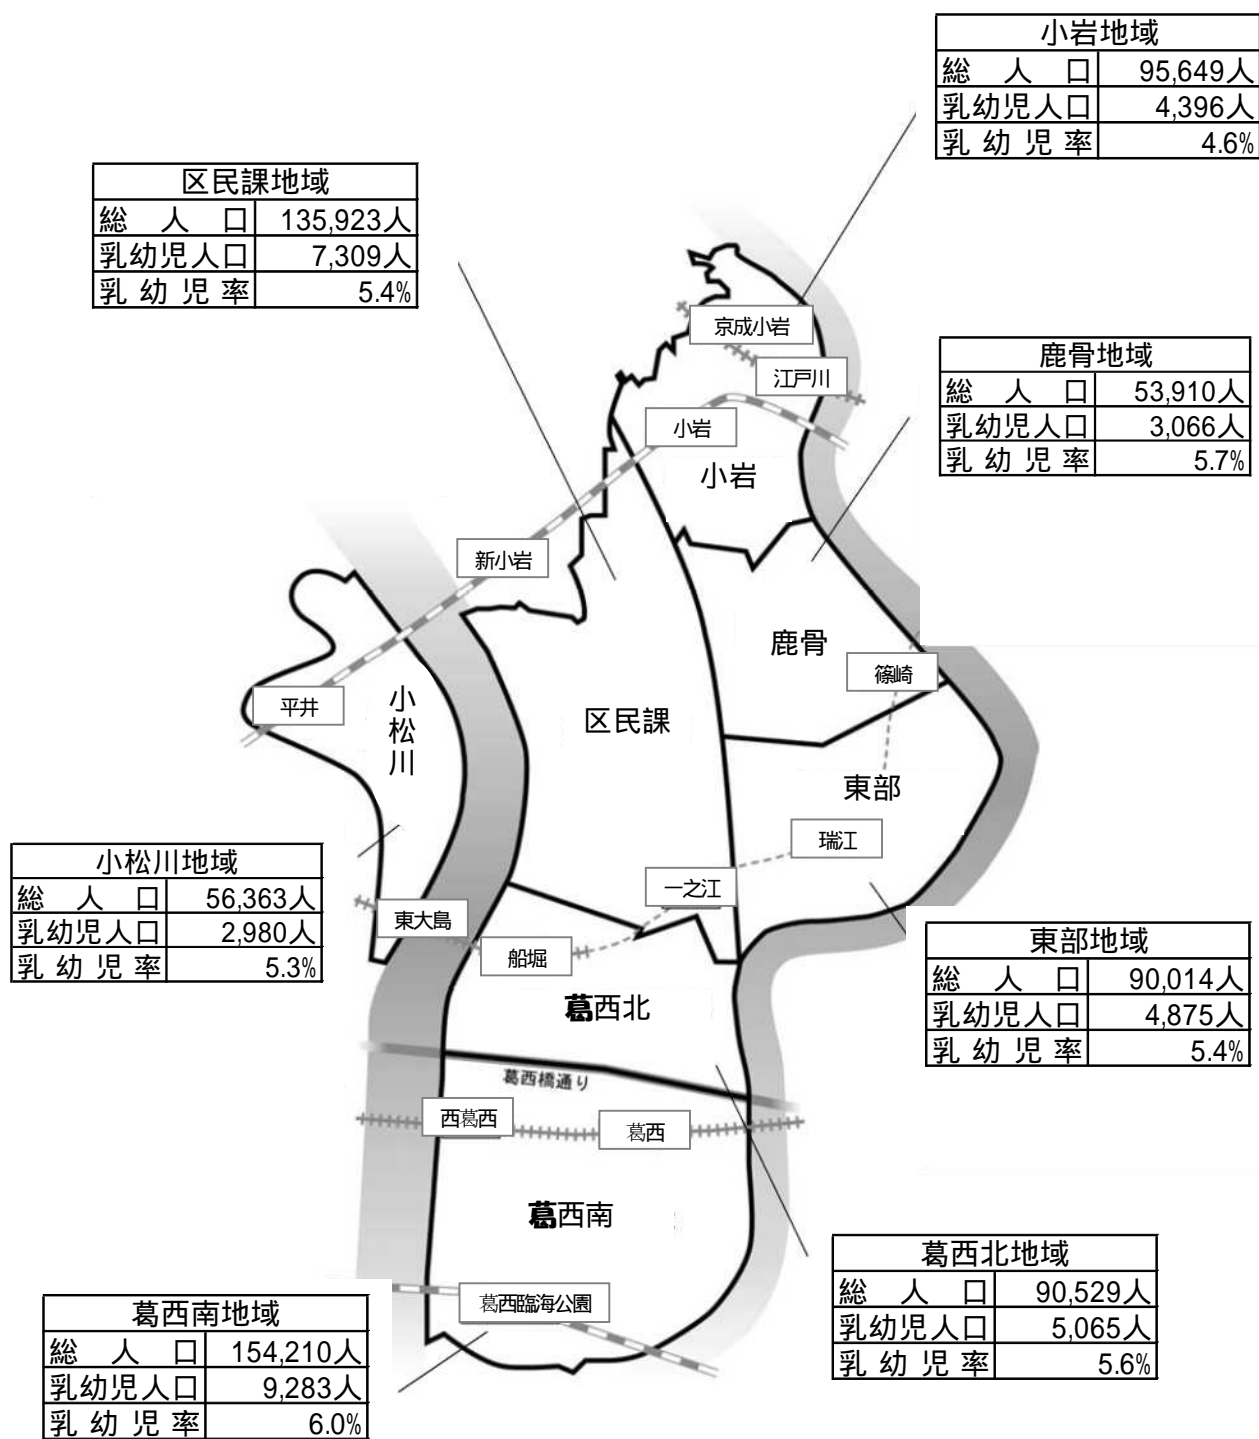 小岩地域
総人口 95,649人
乳幼児人口 4,396人
乳幼児率 4.6%
区民課地域
総人口 135,923人
乳幼児人口 7,309人
乳幼児率 5.4%
京成小岩
江戸川
鹿骨地域
総人口 53,910人
乳幼児人口 3,066人
乳幼児率 5.7%
小岩
小岩
新小岩
鹿骨
篠崎
平井
小松川
区民課
東部
瑞江
小松川地域
総人口 56,363人
乳幼児人口 2,980人
乳幼児率 5.3%
一之江
東大島
船堀
東部地域
総人口 90,014人
乳幼児人口 4,875人
乳幼児率 5.4%
葛西北
葛西橋通り
西葛西
葛西
葛西南
葛西北地域
総人口 90,529人
乳幼児人口 5,065人
乳幼児率 5.6%
葛西臨海公園
葛西南地域
総人口 154,210人
乳幼児人口 9,283人
乳幼児率 6.0%